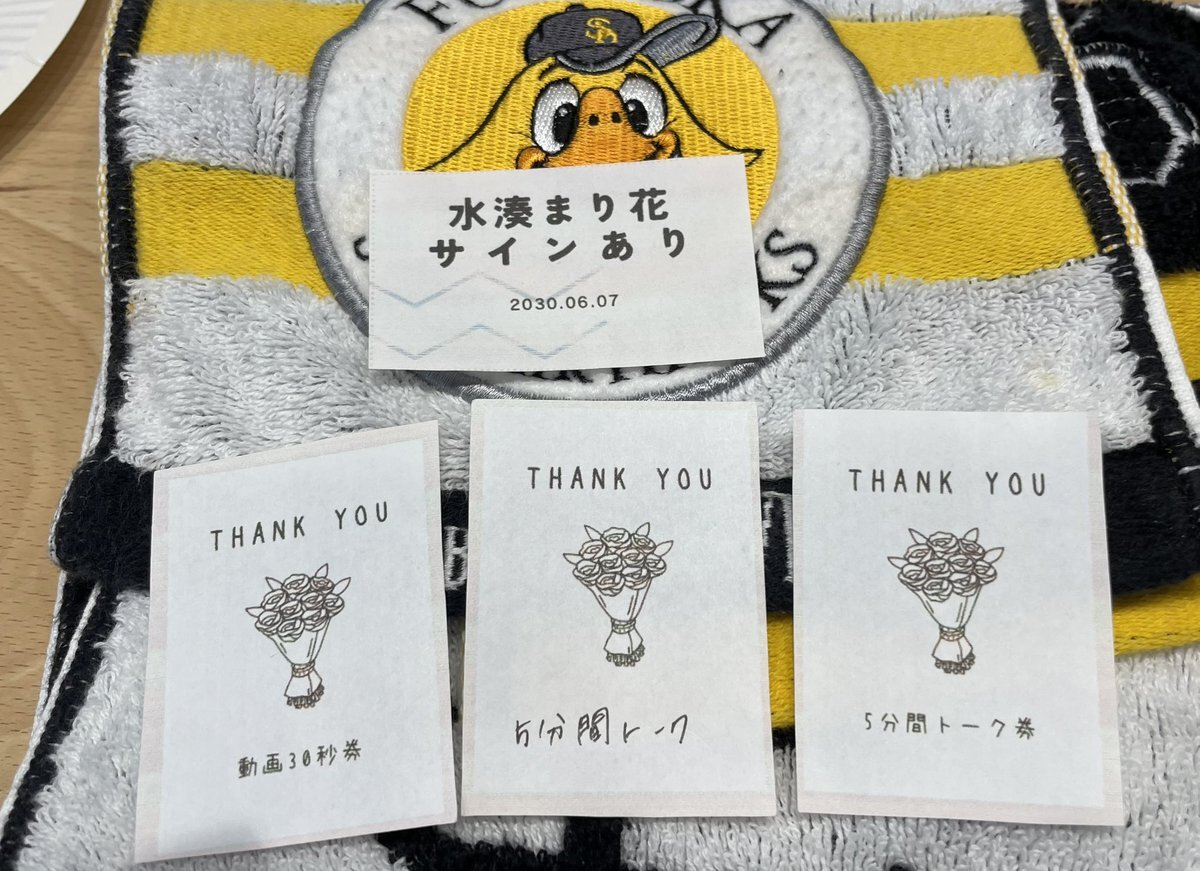 水湊まり花
サインあり
2030.06.07
THANK YOU
動画30秒券
THANK YOU
5分間トーク
THANK YOU
5分間トーク券